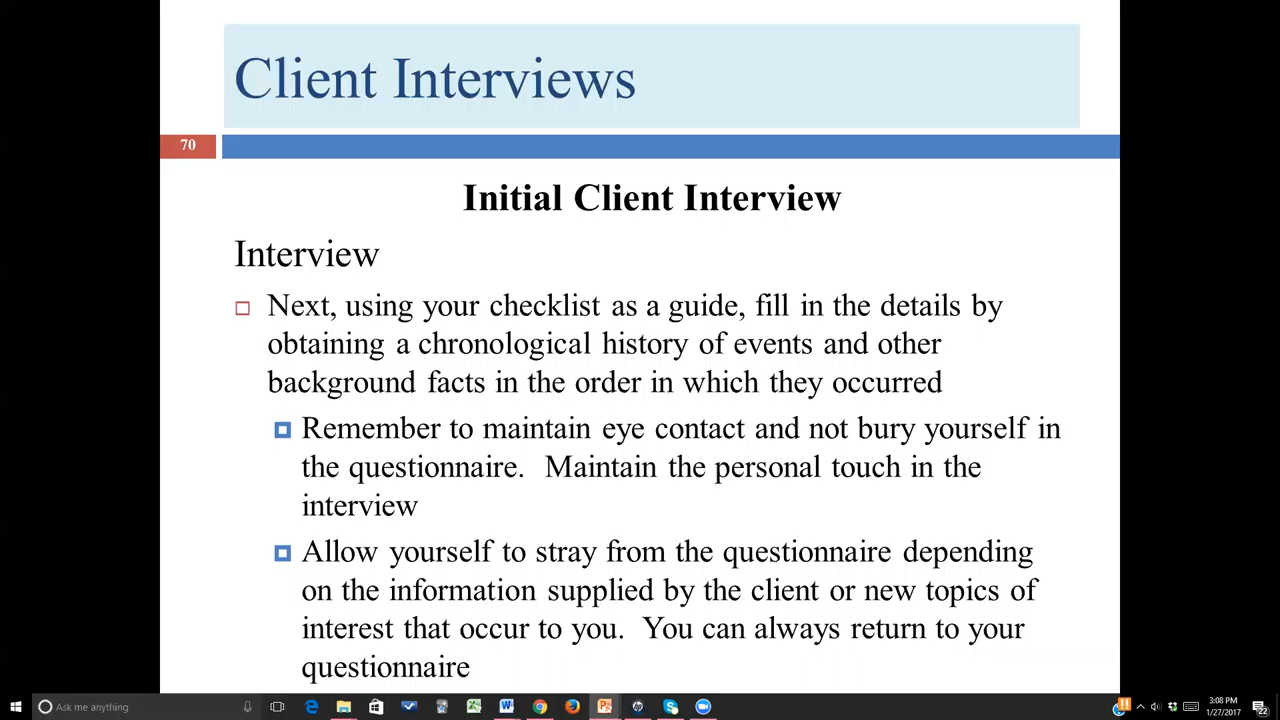 Client Interviews
70
Initial Client Interview
Interview
Next, using your checklist as a guide, fill in the details by
obtaining a chronological history of events and other
background facts in the order in which they occurred
Remember to maintain eye contact and not bury yourself in
the questionnaire.  Maintain the personal touch in the
interview
Allow yourself to stray from the questionnaire depending
on the information supplied by the client or new topics of
interest that occur to you.  You can always return to your
questionnaire
Ask me anything
3:08 PM
1/27/2017
22